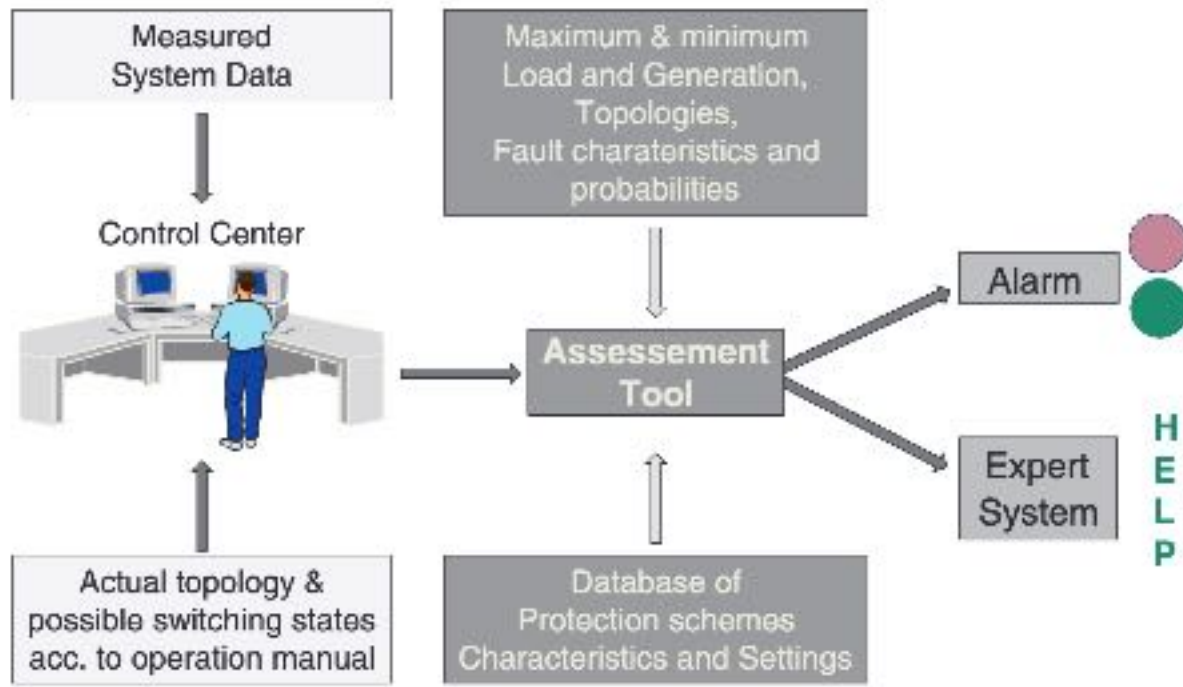 Measured
System Data
Maximum & minimum
Load and Generation,
Topologies,
Fault charateristics and
probabilities
Control Center
Alarm
Assessement
Tool
Expert
System
H
E
L
P
Actual topology &
possible switching states
acc. to operation manual
Database of
Protection schemes
Characteristics and Settings